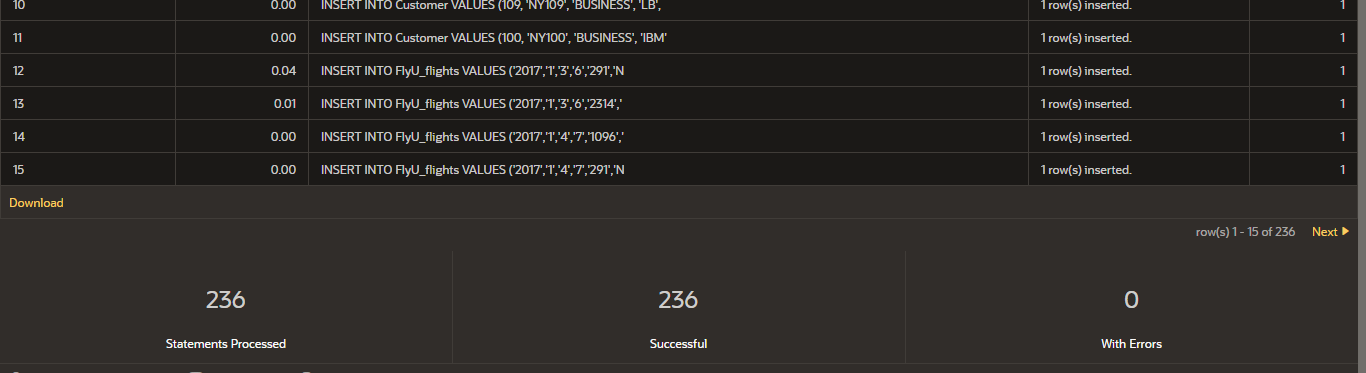 10 0.00 INSERT INTO Customer VALUES (109, 'NY109', 'BUSINESS', 'LB', 1 row(s) inserted. 1
11 0.00 INSERT INTO Customer VALUES (100, 'NY100', 'BUSINESS', 'IBM' 1 row(s) inserted. 1
12 0.04 INSERT INTO FlyU_flights VALUES ('2017','1','3','6','291','N 1 row(s) inserted. 1
13 0.01 INSERT INTO FlyU_flights VALUES ('2017','1','3','6','2314',' 1 row(s) inserted. 1
14 0.00 INSERT INTO FlyU_flights VALUES ('2017','1','4','7','1096',' 1 row(s) inserted. 1
15 0.00 INSERT INTO FlyU_flights VALUES ('2017','1','4','7','291','N 1 row(s) inserted. 1
Download
row(s) 1 - 15 of 236 Next
236 236 0
Statements Processed Successful With Errors